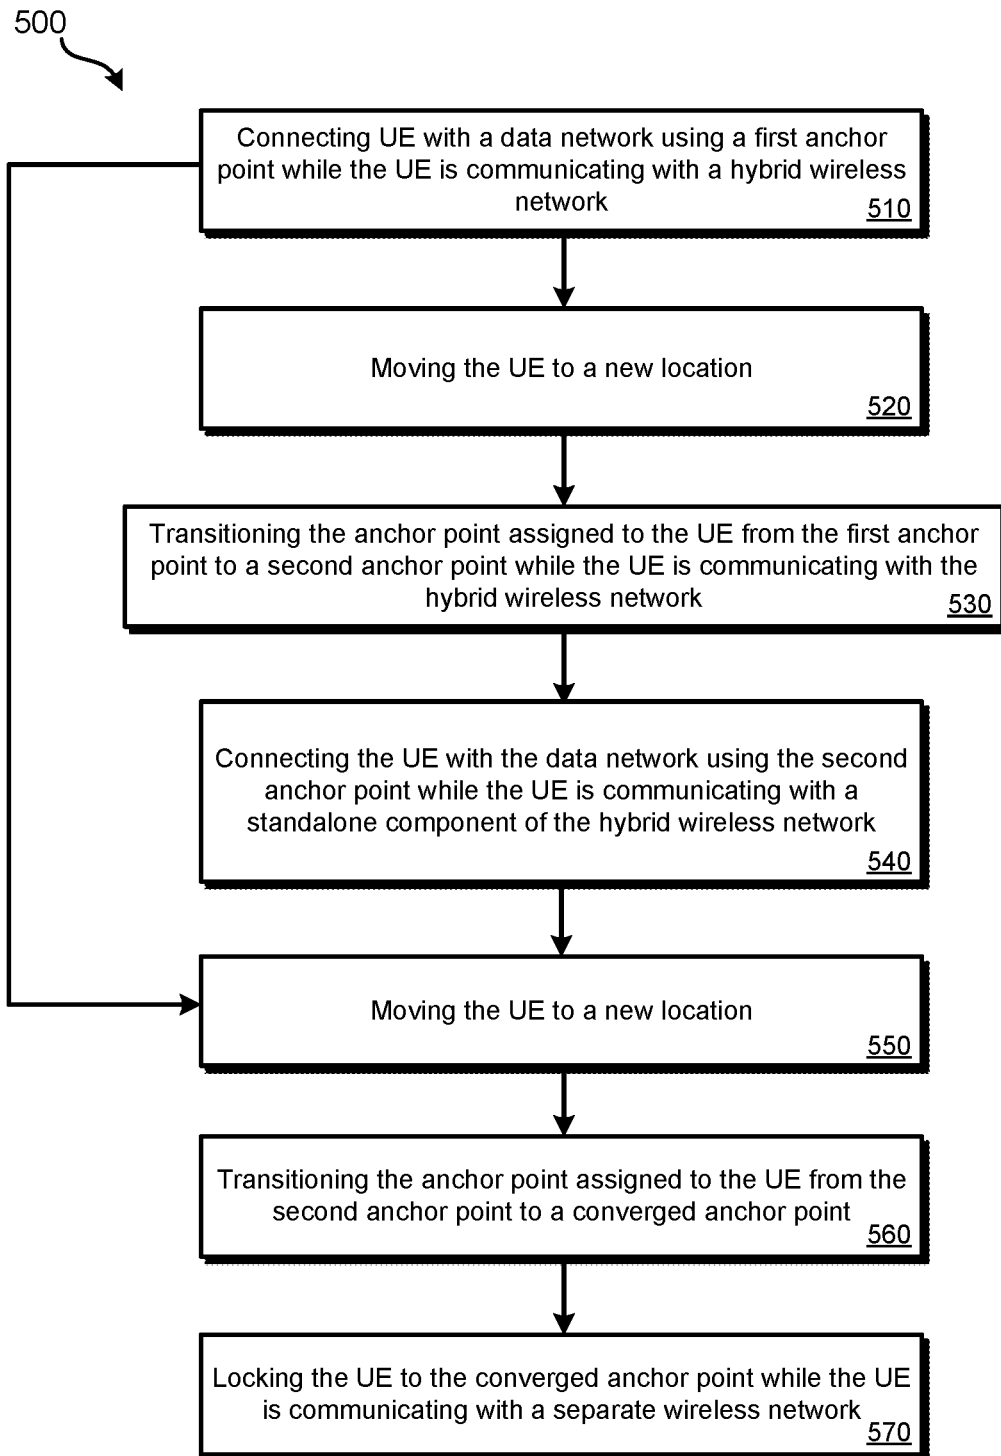 500
Connecting UE with a data network using a first anchor
point while the UE is communicating with a hybrid wireless
network
510
Moving the UE to a new location
520
Transitioning the anchor point assigned to the UE from the first anchor
point to a second anchor point while the UE is communicating with the
hybrid wireless network
530
Connecting the UE with the data network using the second
anchor point while the UE is communicating with a
standalone component of the hybrid wireless network
540
Moving the UE to a new location
550
Transitioning the anchor point assigned to the UE from the
second anchor point to a converged anchor point
560
Locking the UE to the converged anchor point while the UE
is communicating with a separate wireless network
570